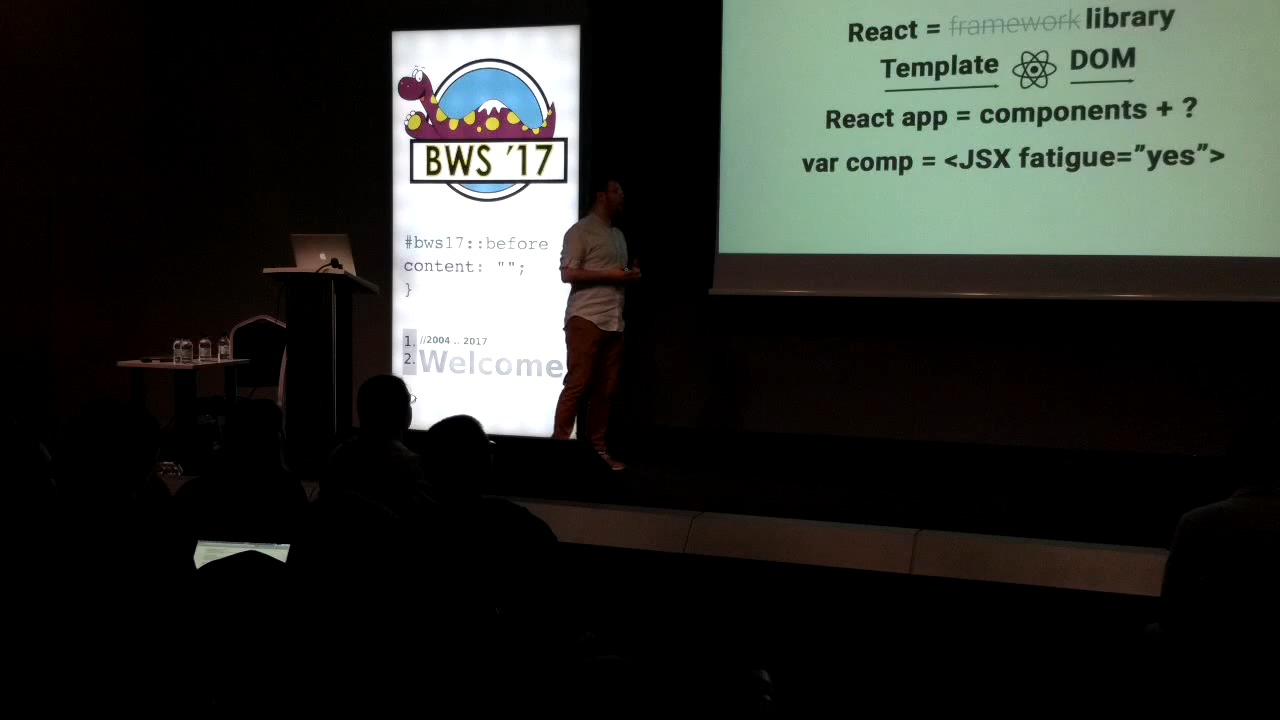 BWS '17
#bws17::before
content: "";
}
1. //2004 .. 2017
2. Welcome
React = framework library
Template DOM
React app = components + ?
var comp = <JSX fatigue="yes">